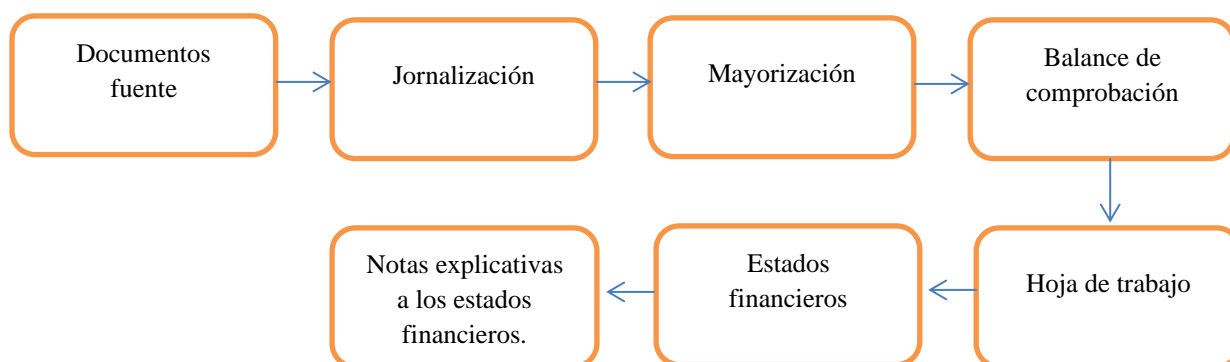 Documentos
fuente
Jornalización
Mayorización
Balance de
comprobación
Hoja de trabajo
Estados
financieros
Notas explicativas
a los estados
financieros.